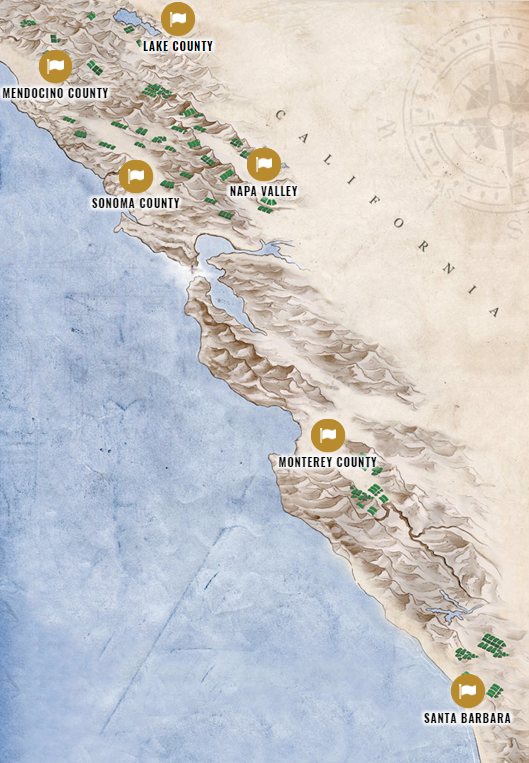 LAKE COUNTY
MENDOCINO COUNTY
CALIFORNIA
W
NAPA VALLEY
SONOMA COUNTY
S
MONTEREY COUNTY
SANTA BARBARA